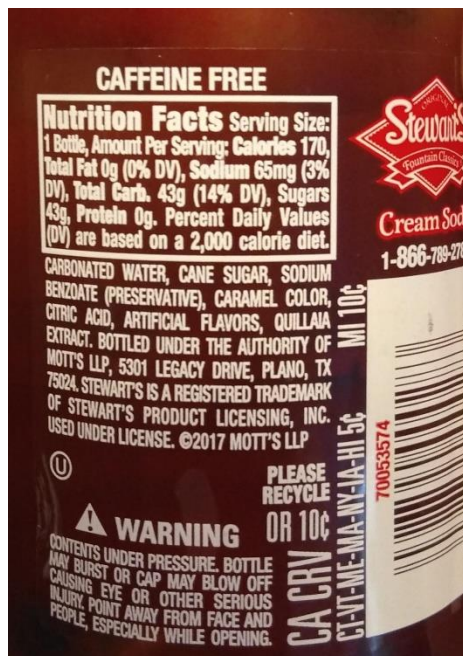 CAFFEINE FREE
Nutrition Facts Serving Size:
1 Bottle, Amount Per Serving: Calories 170,
Total Fat 0g (0% DV), Sodium 65mg (3%
DV), Total Carb. 43g (14% DV), Sugars
43g, Protein 0g. Percent Daily Values
(DV) are based on a 2,000 calorie diet.
CARBONATED WATER, CANE SUGAR, SODIUM
BENZOATE (PRESERVATIVE), CARAMEL COLOR,
CITRIC ACID, ARTIFICIAL FLAVORS, QUILLAIA
EXTRACT. BOTTLED UNDER THE AUTHORITY OF
MOTT'S LLP, 5301 LEGACY DRIVE, PLANO, TX
75024. STEWART'S IS A REGISTERED TRADEMARK
OF STEWART'S PRODUCT LICENSING, INC.
USED UNDER LICENSE. ©2017 MOTT'S LLP
U
PLEASE
RECYCLE
OR 10¢
WARNING
CONTENTS UNDER PRESSURE. BOTTLE
MAY BURST OR CAP MAY BLOW OFF
CAUSING EYE OR OTHER SERIOUS
INJURY. POINT AWAY FROM FACE AND
PEOPLE, ESPECIALLY WHILE OPENING.
CA CRV
CT-VT-ME-MA-NY-IA-HI 5¢ MI 10¢
ORIGINAL
Stewart's
Fountain Classics
Cream Sod
1-866-789-27
70053574